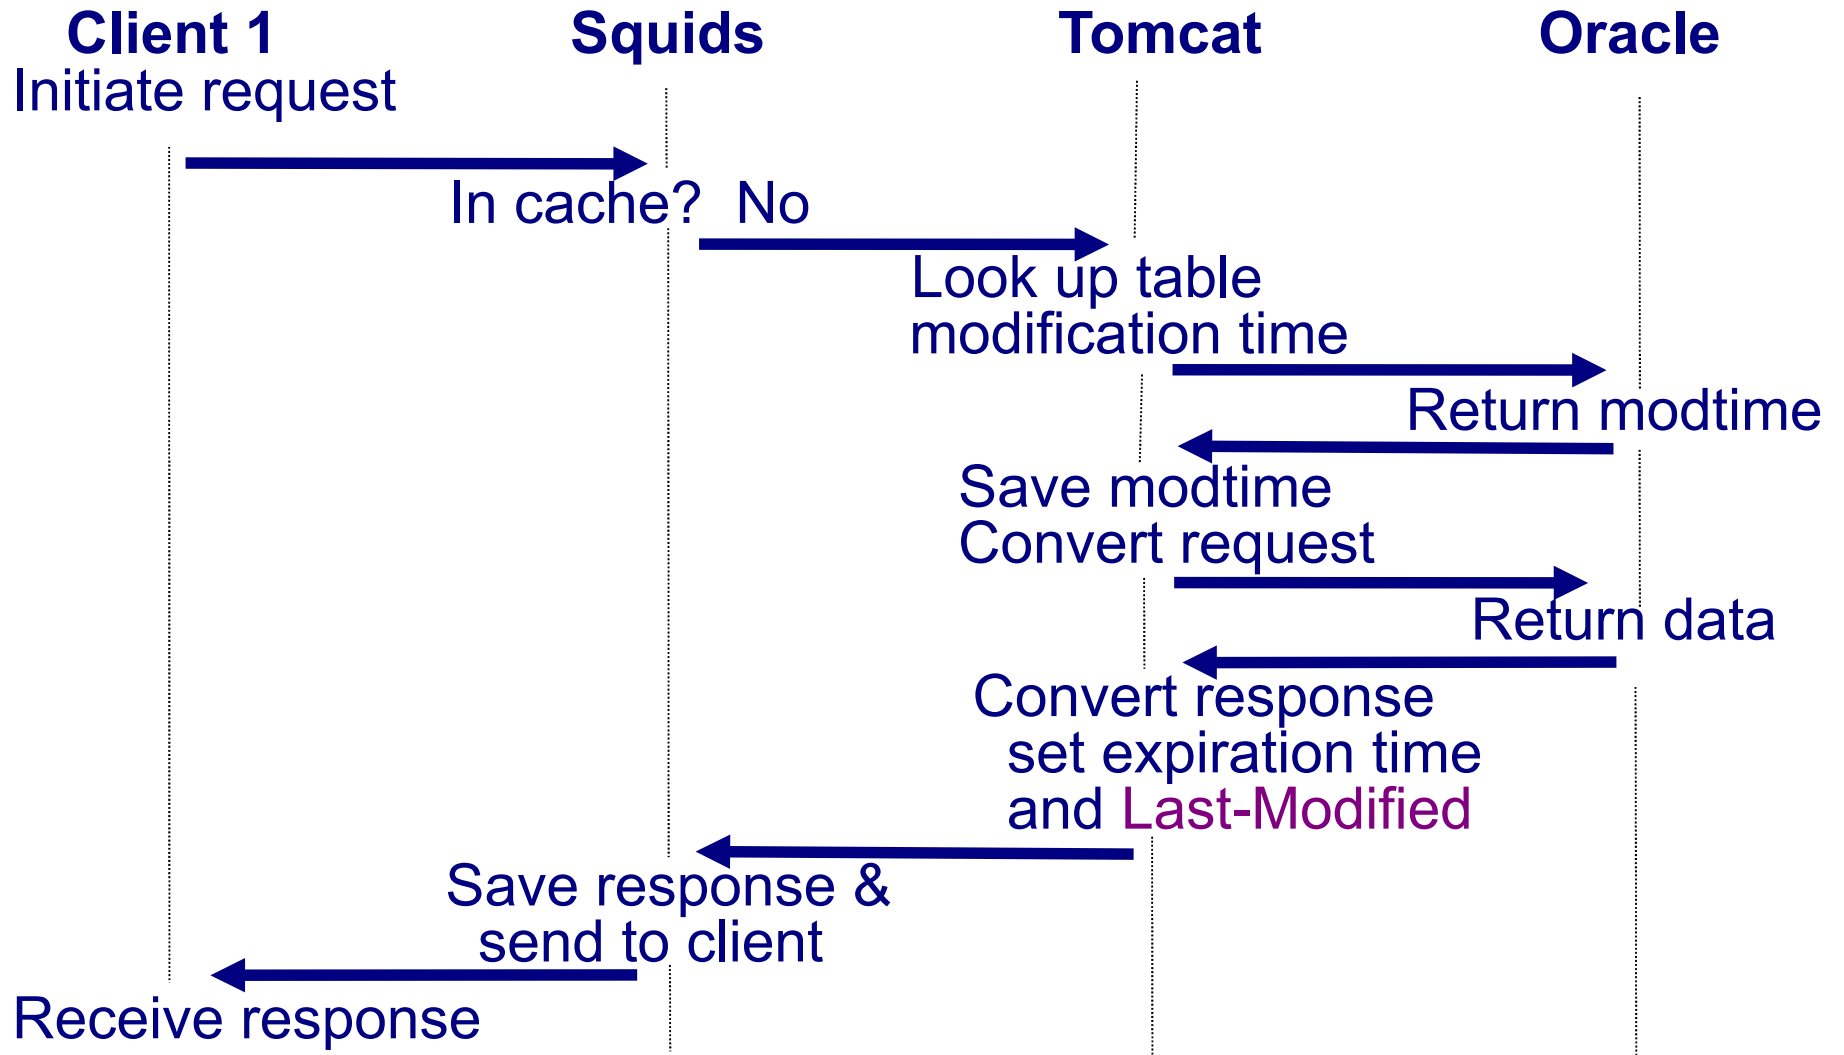 Client 1 Squids Tomcat Oracle
Initiate request
In cache? No
Look up table
modification time
Return modtime
Save modtime
Convert request
Return data
Convert response
set expiration time
and Last-Modified
Save response &
send to client
Receive response